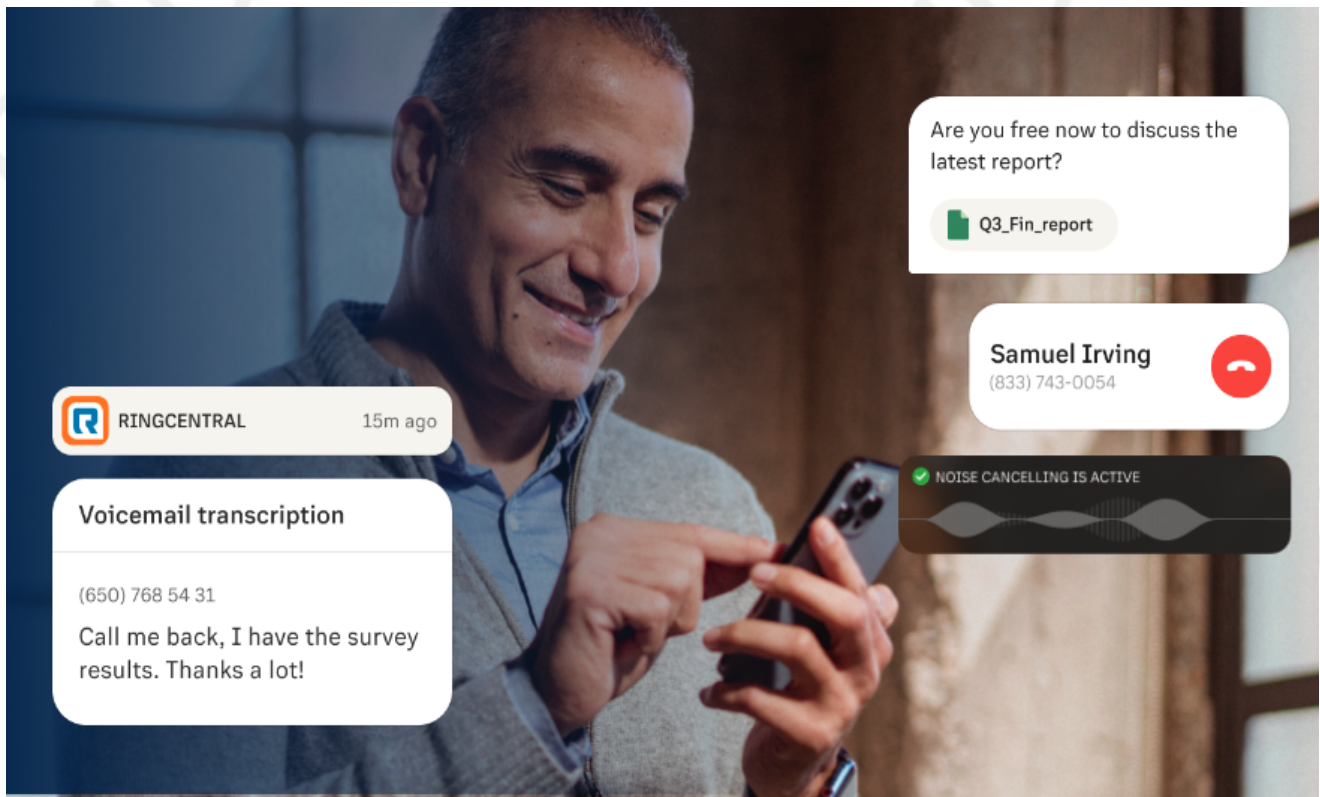 Are you free now to discuss the
latest report?
Q3_Fin_report
Samuel Irving
(833) 743-0054
NOISE CANCELLING IS ACTIVE
RINGCENTRAL
15m ago
Voicemail transcription
(650) 768 54 31
Call me back, I have the survey
results. Thanks a lot!